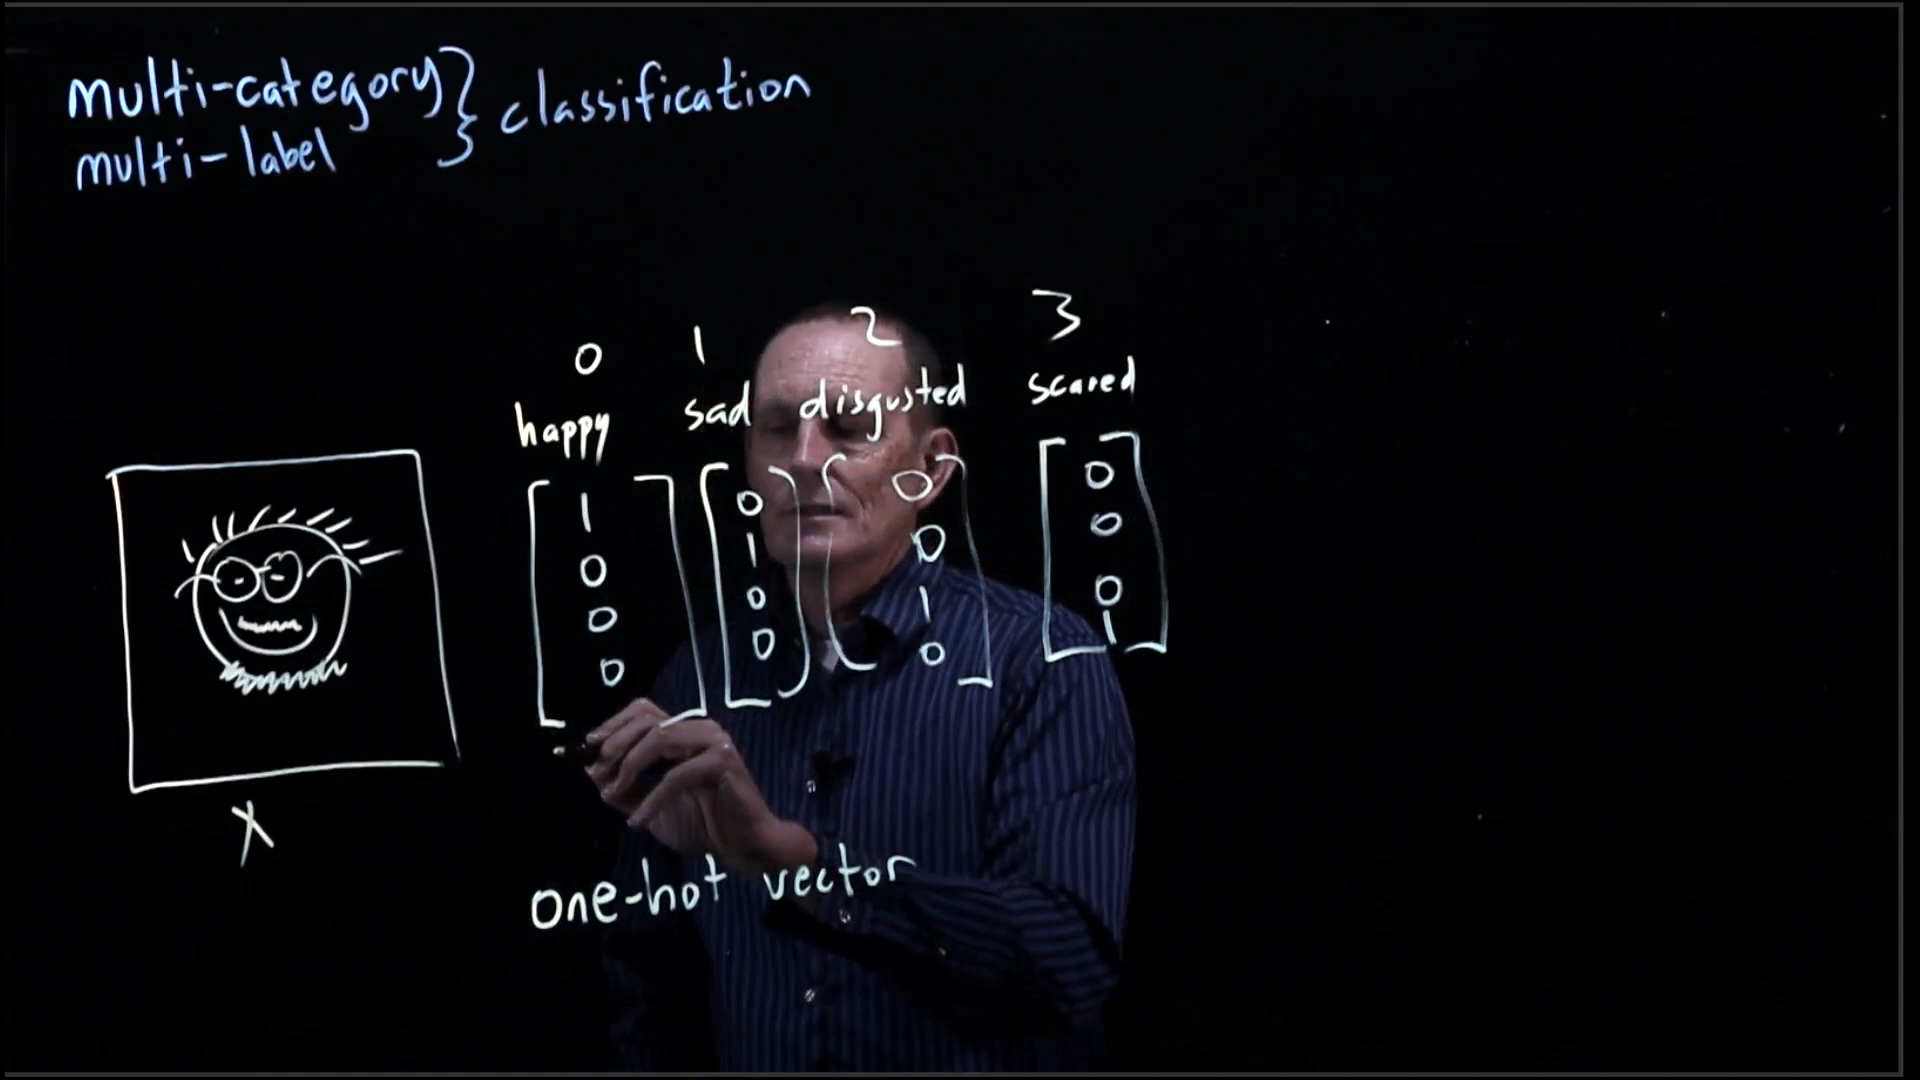 multi-category } classification
multi-label
0 1 2 3
happy sad disgusted scared
1 0 0 0
0 1 0 0
0 0 1 0
0 0 0 1
X
one-hot vector